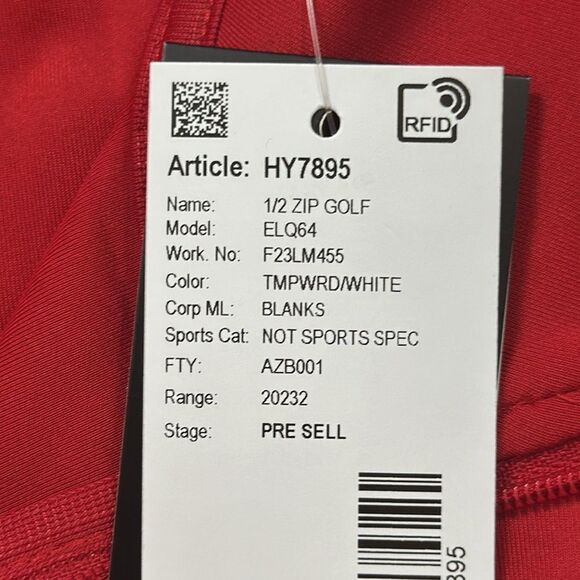 RFID
Article: HY7895
Name: 1/2 ZIP GOLF
Model: ELQ64
Work. No: F23LM455
Color: TMPWRD/WHITE
Corp ML: BLANKS
Sports Cat: NOT SPORTS SPEC
FTY: AZB001
Range: 20232
Stage: PRE SELL
895